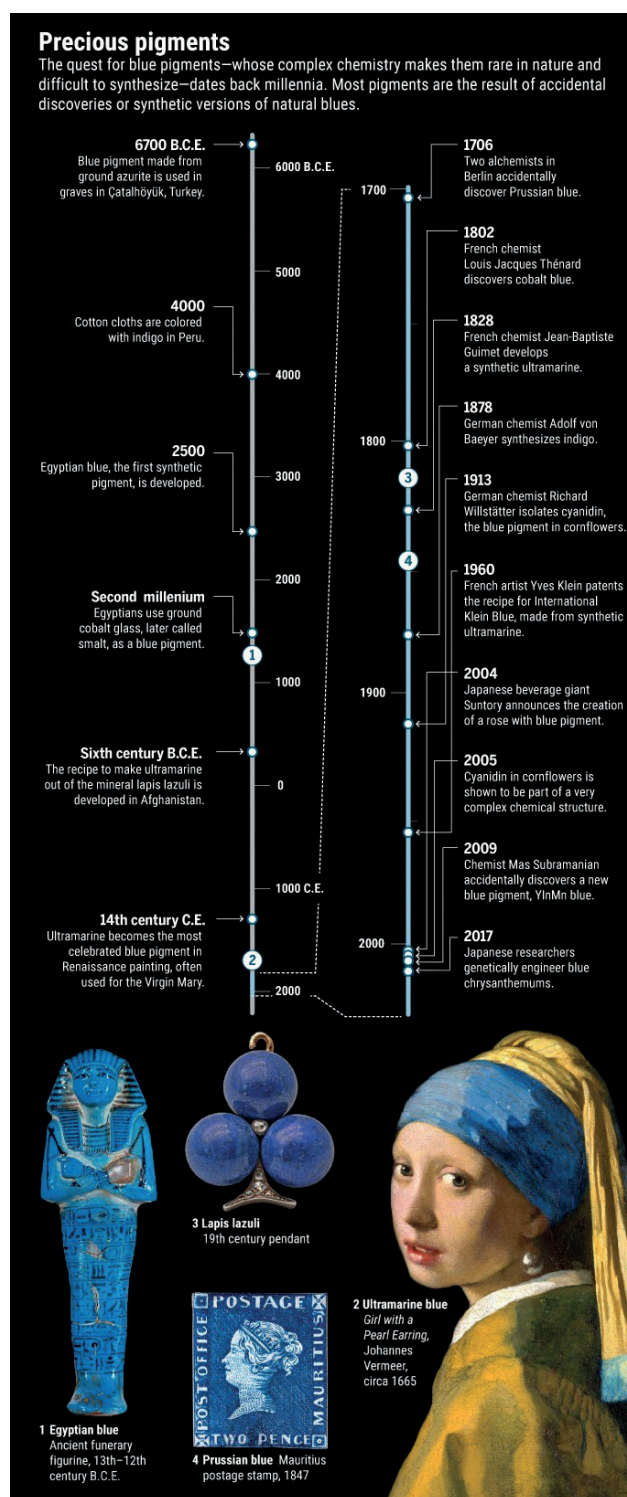 Precious pigments
The quest for blue pigments—whose complex chemistry makes them rare in nature and
difficult to synthesize—dates back millennia. Most pigments are the result of accidental
discoveries or synthetic versions of natural blues.
6700 B.C.E.
Blue pigment made from
ground azurite is used in
graves in Çatalhöyük, Turkey.
4000
Cotton cloths are colored
with indigo in Peru.
2500
Egyptian blue, the first synthetic
pigment, is developed.
Second millenium
Egyptians use ground
cobalt glass, later called
smalt, as a blue pigment.
Sixth century B.C.E.
The recipe to make ultramarine
out of the mineral lapis lazuli is
developed in Afghanistan.
14th century C.E.
Ultramarine becomes the most
celebrated blue pigment in
Renaissance painting, often
used for the Virgin Mary.
6000 B.C.E.
5000
4000
3000
2000
1
1000
0
1000 C.E.
2
2000
1700
1800
3
4
1900
2000
1706
Two alchemists in
Berlin accidentally
discover Prussian blue.
1802
French chemist
Louis Jacques Thénard
discovers cobalt blue.
1828
French chemist Jean-Baptiste
Guimet develops
a synthetic ultramarine.
1878
German chemist Adolf von
Baeyer synthesizes indigo.
1913
German chemist Richard
Willstätter isolates cyanidin,
the blue pigment in cornflowers.
1960
French artist Yves Klein patents
the recipe for International
Klein Blue, made from synthetic
ultramarine.
2004
Japanese beverage giant
Suntory announces the creation
of a rose with blue pigment.
2005
Cyanidin in cornflowers is
shown to be part of a very
complex chemical structure.
2009
Chemist Mas Subramanian
accidentally discovers a new
blue pigment, YInMn blue.
2017
Japanese researchers
genetically engineer blue
chrysanthemums.
1 Egyptian blue
Ancient funerary
figurine, 13th–12th
century B.C.E.
3 Lapis lazuli
19th century pendant
POSTAGE
POST OFFICE
MAURITIUS
TWO PENCE
4 Prussian blue Mauritius
postage stamp, 1847
2 Ultramarine blue
Girl with a
Pearl Earring,
Johannes
Vermeer,
circa 1665